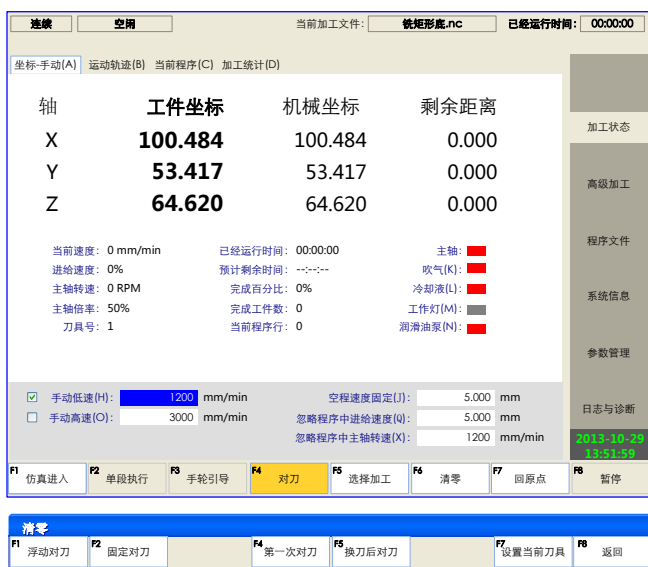 连续 空闲 当前加工文件: 铣矩形底.nc 已经运行时间: 00:00:00
坐标-手动(A) 运动轨迹(B) 当前程序(C) 加工统计(D)
轴 工件坐标 机械坐标 剩余距离
X 100.484 100.484 0.000
Y 53.417 53.417 0.000
Z 64.620 64.620 0.000
当前速度: 0 mm/min 已经运行时间: 00:00:00 主轴:
进给速度: 0% 预计剩余时间: --:--:-- 吹气(K):
主轴转速: 0 RPM 完成百分比: 0% 冷却液(L):
主轴倍率: 50% 完成工件数: 0 工作灯(M):
刀具号: 1 当前程序行: 0 润滑油泵(N):
手动低速(H): 1200 mm/min 空程速度固定(J): 5.000 mm
手动高速(O): 3000 mm/min 忽略程序中进给速度(Q): 5.000 mm
忽略程序中主轴转速(X): 1200 mm/min
加工状态
高级加工
程序文件
系统信息
参数管理
日志与诊断
2013-10-29
13:51:59
F1 仿真进入 F2 单段执行 F3 手轮引导 F4 对刀 F5 选择加工 F6 清零 F7 回原点 F8 暂停
清零
F1 浮动对刀 F2 固定对刀 F4 第一次对刀 F5 换刀后对刀 F7 设置当前刀具 F8 返回